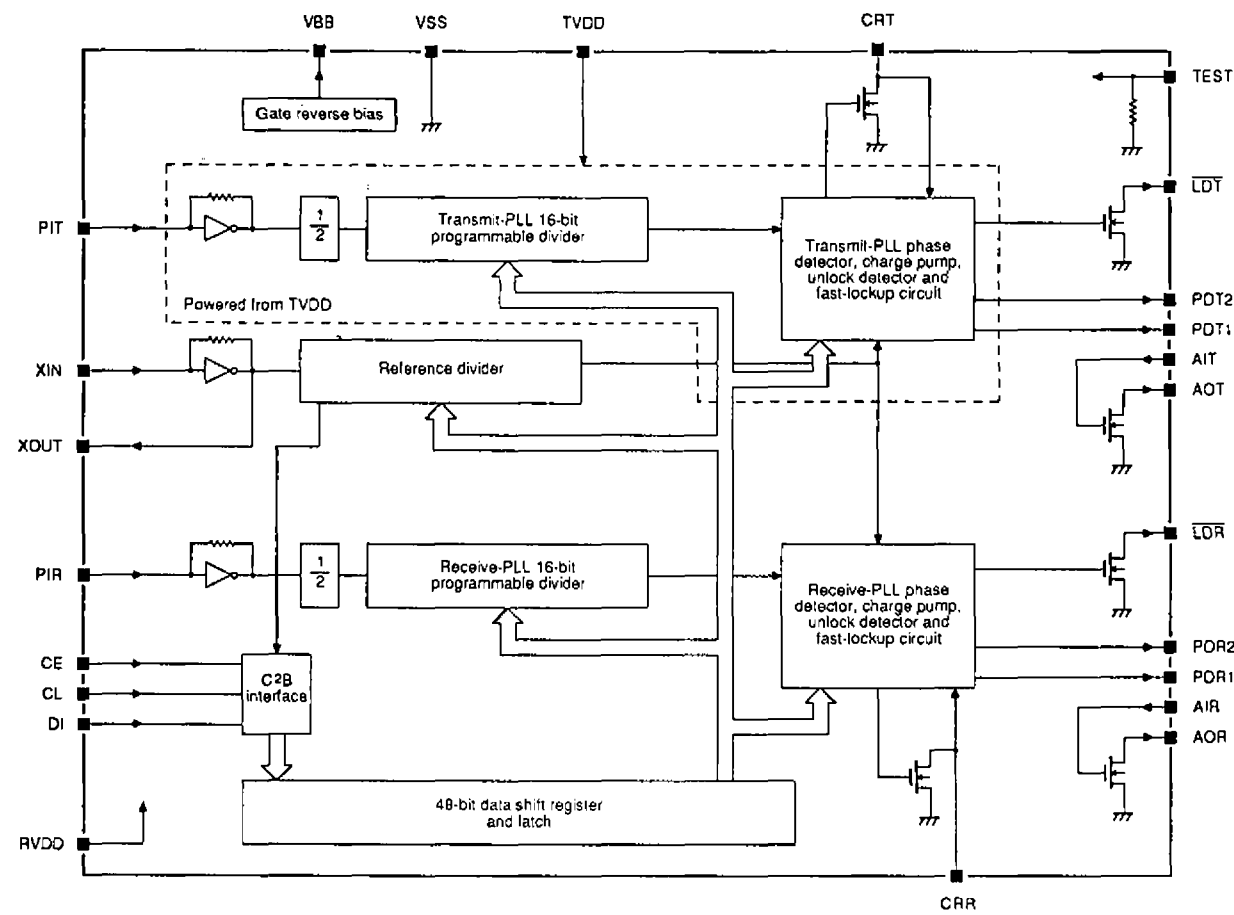 VBB
VSS
TVDD
CRT
Gate reverse bias
TEST
LDT
PIT
1
2
Transmit-PLL 16-bit
programmable divider
Transmit-PLL phase
detector, charge pump,
unlock detector and
fast-lockup circuit
Powered from TVDD
PDT2
PDT1
AIT
AOT
XIN
Reference divider
XOUT
LDR
PIR
1
2
Receive-PLL 16-bit
programmable divider
Receive-PLL phase
detector, charge pump,
unlock detector and
fast-lockup circuit
PDR2
PDR1
AIR
AOR
CE
CL
DI
C2B
interface
48-bit data shift register
and latch
RVDD
CRR